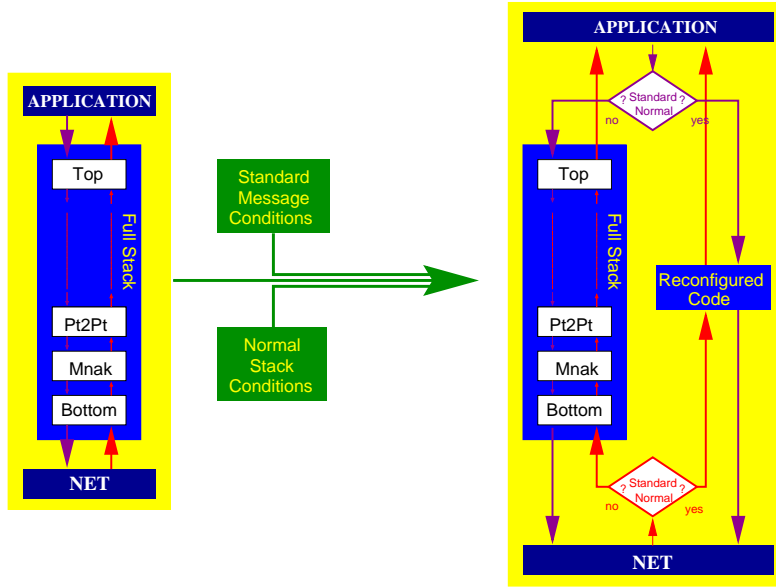 APPLICATION
Top
Full Stack
Pt2Pt
Mnak
Bottom
NET
Standard
Message
Conditions
Normal
Stack
Conditions
APPLICATION
? Standard ?
Normal
no
yes
Top
Full Stack
Reconfigured
Code
Pt2Pt
Mnak
Bottom
? Standard ?
Normal
no
yes
NET